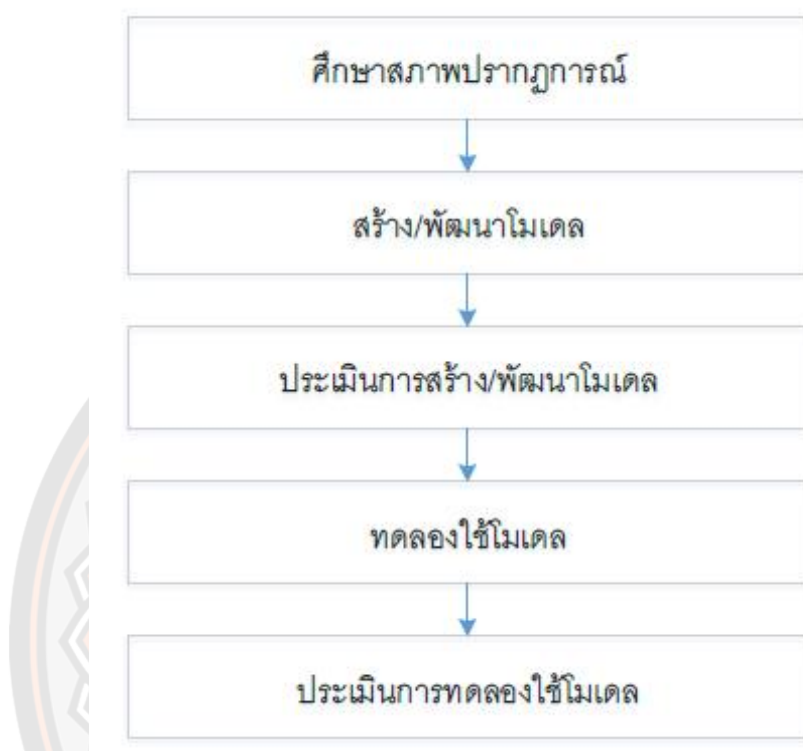 ศึกษาสภาพปรากฏการณ์
สร้าง/พัฒนาโมเดล
ประเมินการสร้าง/พัฒนาโมเดล
ทดลองใช้โมเดล
ประเมินการทดลองใช้โมเดล